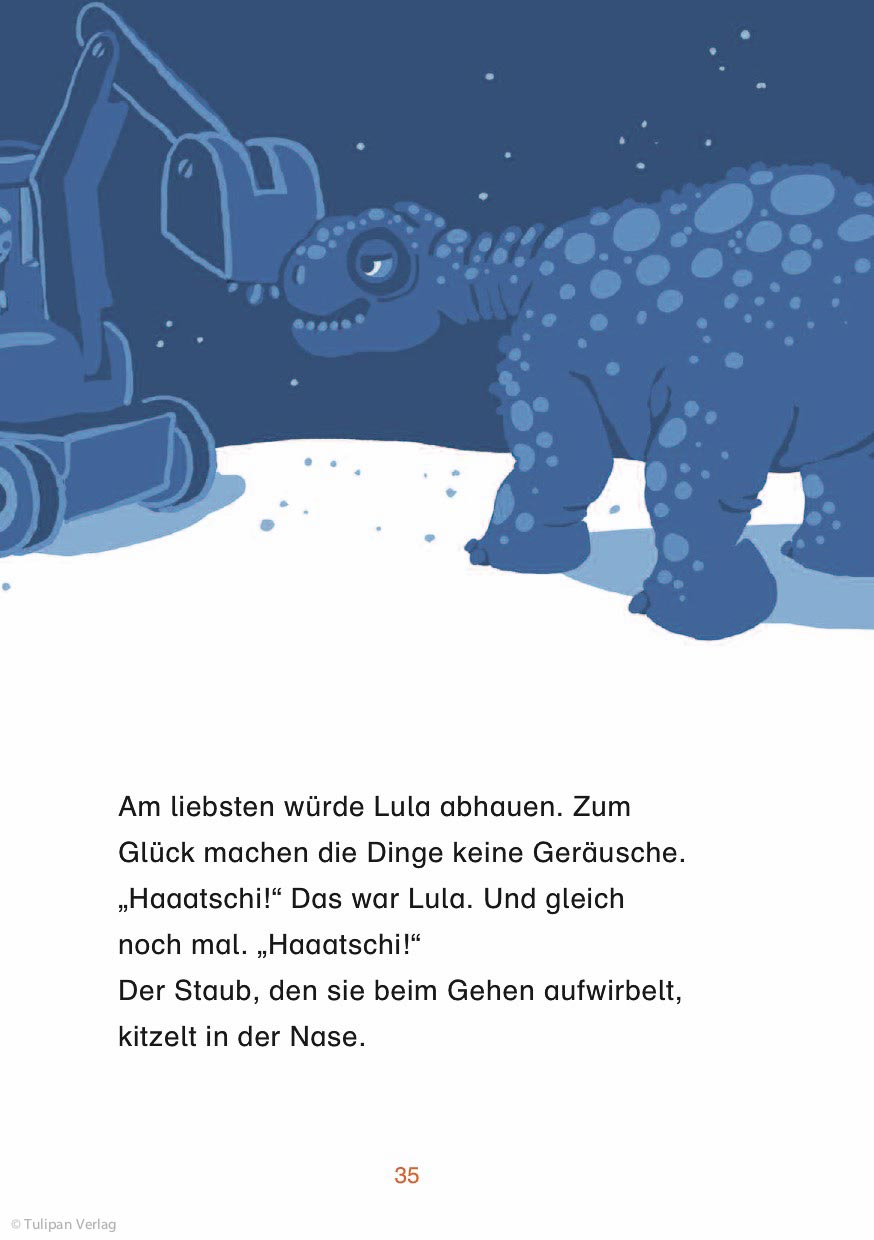 Am liebsten würde Lula abhauen. Zum
Glück machen die Dinge keine Geräusche.
„Haaatschi!“ Das war Lula. Und gleich
noch mal. „Haaatschi!“
Der Staub, den sie beim Gehen aufwirbelt,
kitzelt in der Nase.
35
© Tulipan Verlag